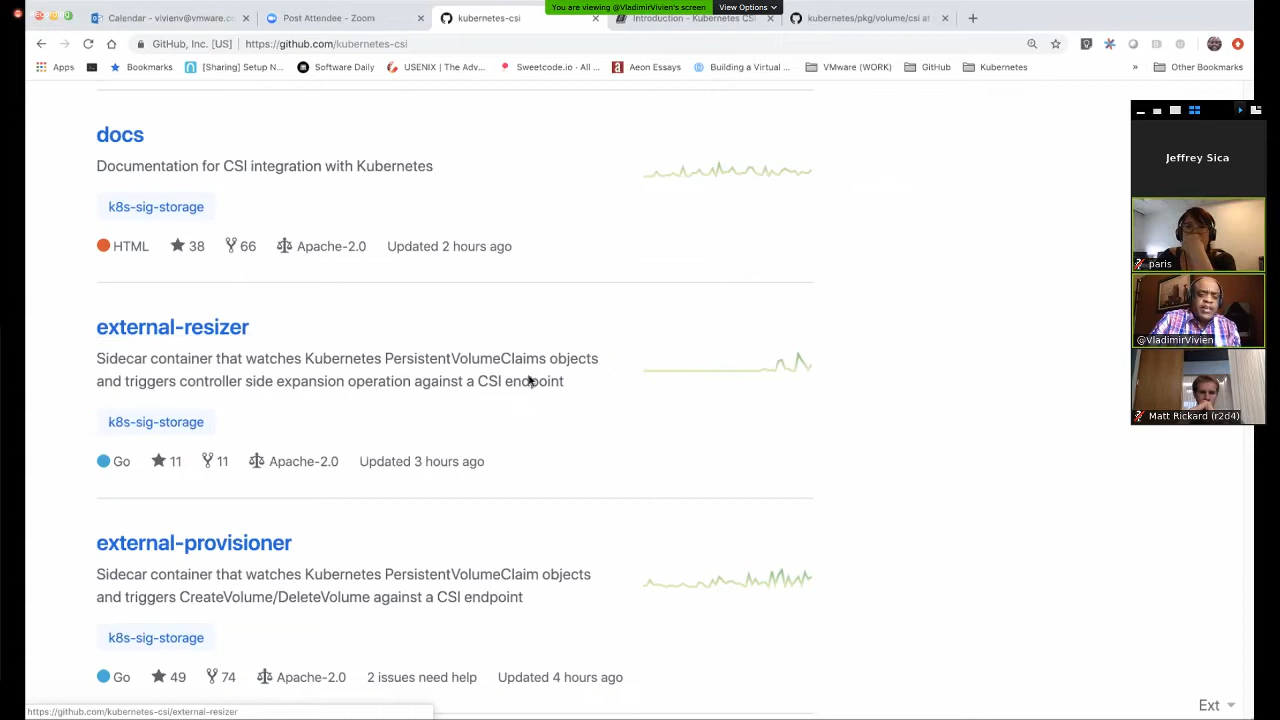 Calendar - vivienv@vmware.c
Post Attendee - Zoom
kubernetes-csi
You are viewing @VladimirVivien's screen
View Options
Introduction - Kubernetes CSI
kubernetes/pkg/volume/csi at
GitHub, Inc. [US]
https://github.com/kubernetes-csi
Apps
Bookmarks
[Sharing] Setup N...
Software Daily
USENIX | The Adv...
Sweetcode.io · All ...
Aeon Essays
Building a Virtual ...
VMware (WORK)
GitHub
Kubernetes
»
Other Bookmarks
docs
Documentation for CSI integration with Kubernetes
k8s-sig-storage
HTML 38 66 Apache-2.0 Updated 2 hours ago
external-resizer
Sidecar container that watches Kubernetes PersistentVolumeClaims objects
and triggers controller side expansion operation against a CSI endpoint
k8s-sig-storage
Go 11 11 Apache-2.0 Updated 3 hours ago
external-provisioner
Sidecar container that watches Kubernetes PersistentVolumeClaim objects
and triggers CreateVolume/DeleteVolume against a CSI endpoint
k8s-sig-storage
Go 49 74 Apache-2.0 2 issues need help Updated 4 hours ago
https://github.com/kubernetes-csi/external-resizer
Ext
Jeffrey Sica
paris
@VladimirVivien
Matt Rickard (r2d4)